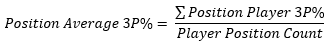 Position Average 3P% = ∑ Position Player 3P% / Player Position Count